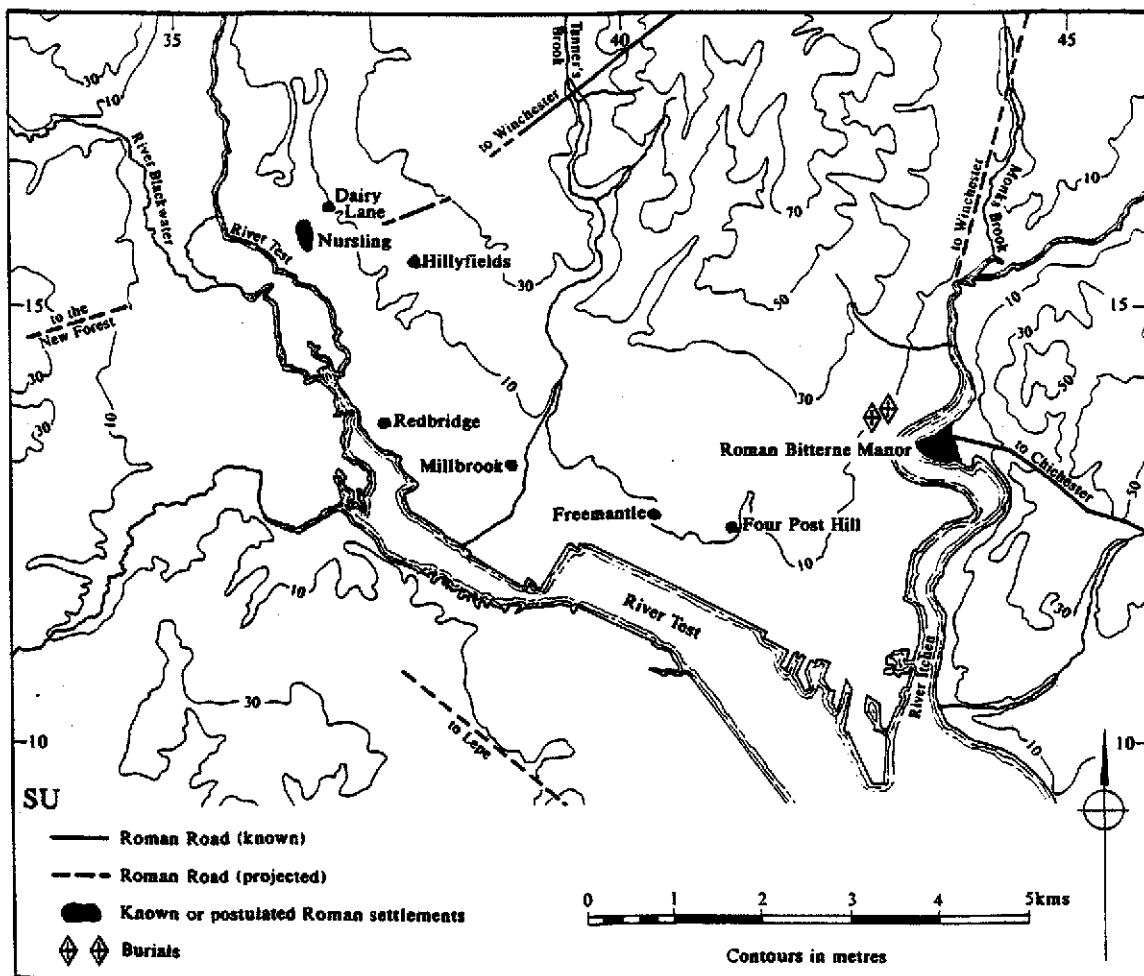 35
40
45
30
10
Tanner's
Brook
to Winchester
River Blackwater
River Test
Dairy
Lane
Nursling
Hillyfields
30
70
50
to Winchester
Monks Brook
10
15
to the
New Forest
30
30
10
10
30
10
30
50
15
Redbridge
Millbrook
Roman Bitterne Manor
to Chichester
50
Freemantle
Four Post Hill
10
10
River Test
30
30
River Itchen
to Lepe
10
10
10
SU
Roman Road (known)
Roman Road (projected)
Known or postulated Roman settlements
Burials
0 1 2 3 4 5kms
Contours in metres